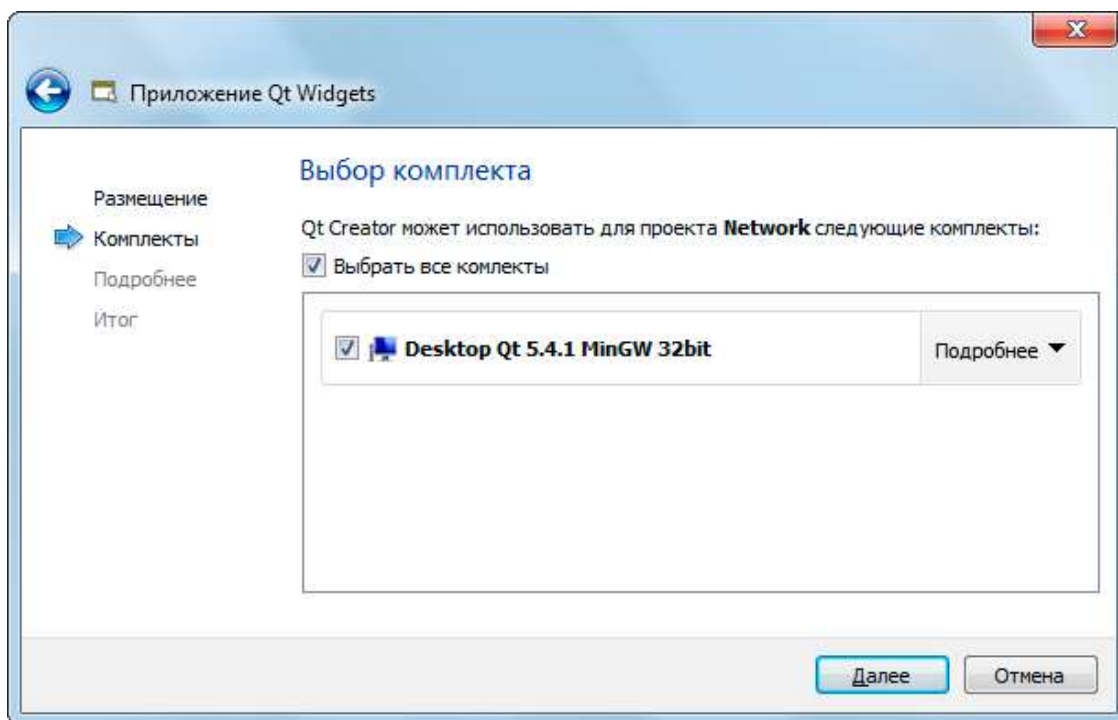 Приложение Qt Widgets
Размещение
Комплекты
Подробнее
Итог
Выбор комплекта
Qt Creator может использовать для проекта Network следующие комплекты:
Выбрать все комлекты
Desktop Qt 5.4.1 MinGW 32bit
Подробнее
Далее
Отмена